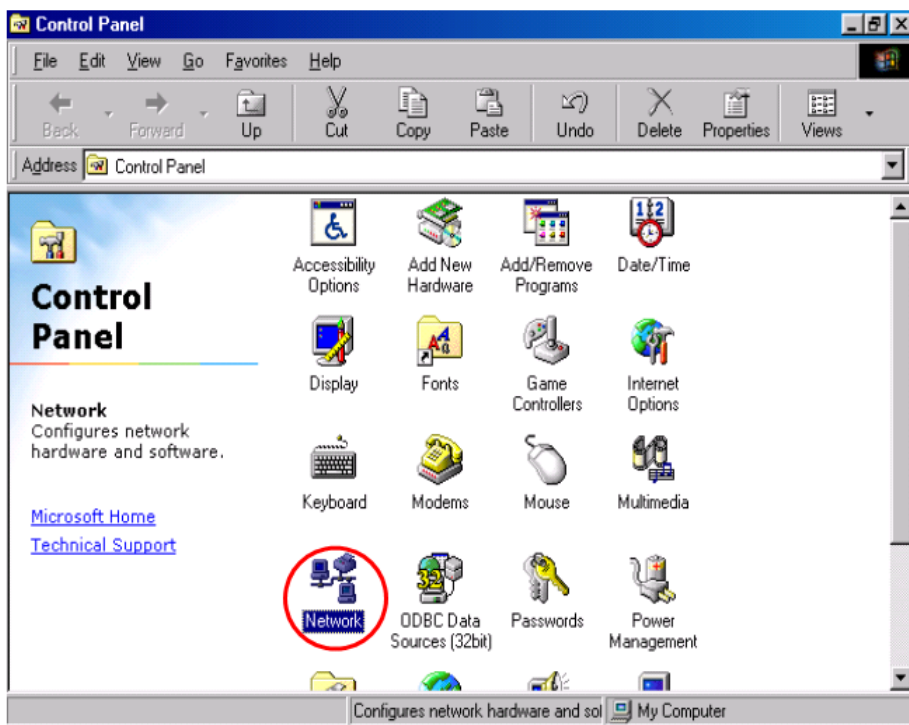 Control Panel
File Edit View Go Favorites Help
Back Forward Up Cut Copy Paste Undo Delete Properties Views
Address Control Panel
Control
Panel
Network
Configures network
hardware and software.
Microsoft Home
Technical Support
Accessibility
Options
Add New
Hardware
Add/Remove
Programs
Date/Time
Display
Fonts
Game
Controllers
Internet
Options
Keyboard
Modems
Mouse
Multimedia
Network
ODBC Data
Sources (32bit)
Passwords
Power
Management
Configures network hardware and sol My Computer